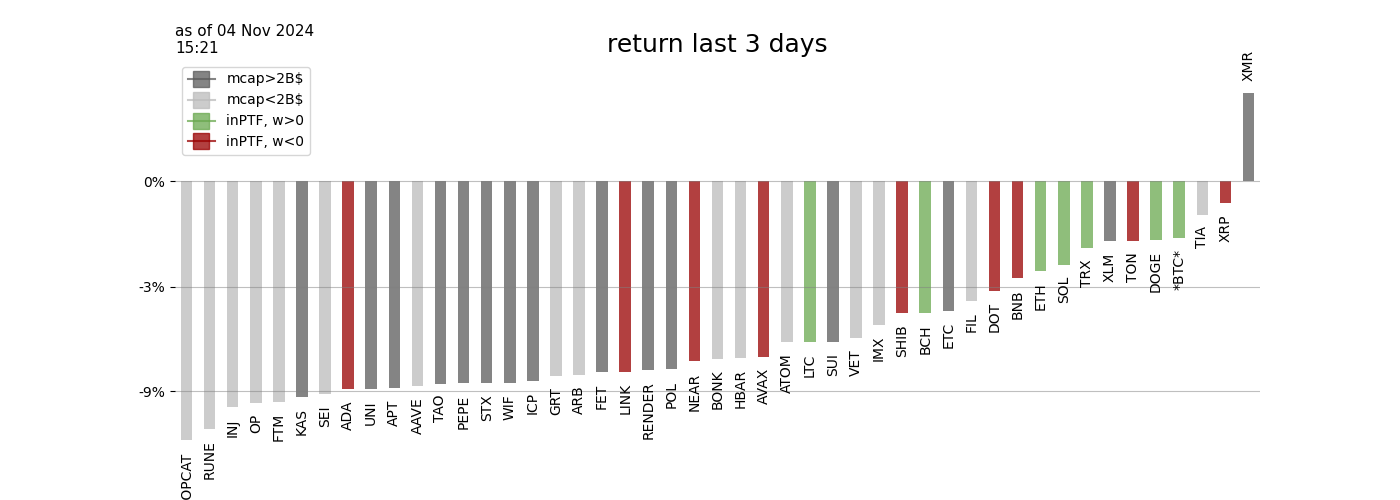 as of 04 Nov 2024
15:21
return last 3 days
mcap>2B$
mcap<2B$
inPTF, w>0
inPTF, w<0
0%
-3%
-9%
OPCAT
RUNE
INJ
OP
FTM
KAS
SEI
ADA
UNI
APT
AAVE
TAO
PEPE
STX
WIF
ICP
GRT
ARB
FET
LINK
RENDER
POL
NEAR
BONK
HBAR
AVAX
ATOM
LTC
SUI
VET
IMX
SHIB
BCH
ETC
FIL
DOT
BNB
ETH
SOL
TRX
XLM
TON
DOGE
*BTC*
TIA
XRP
XMR